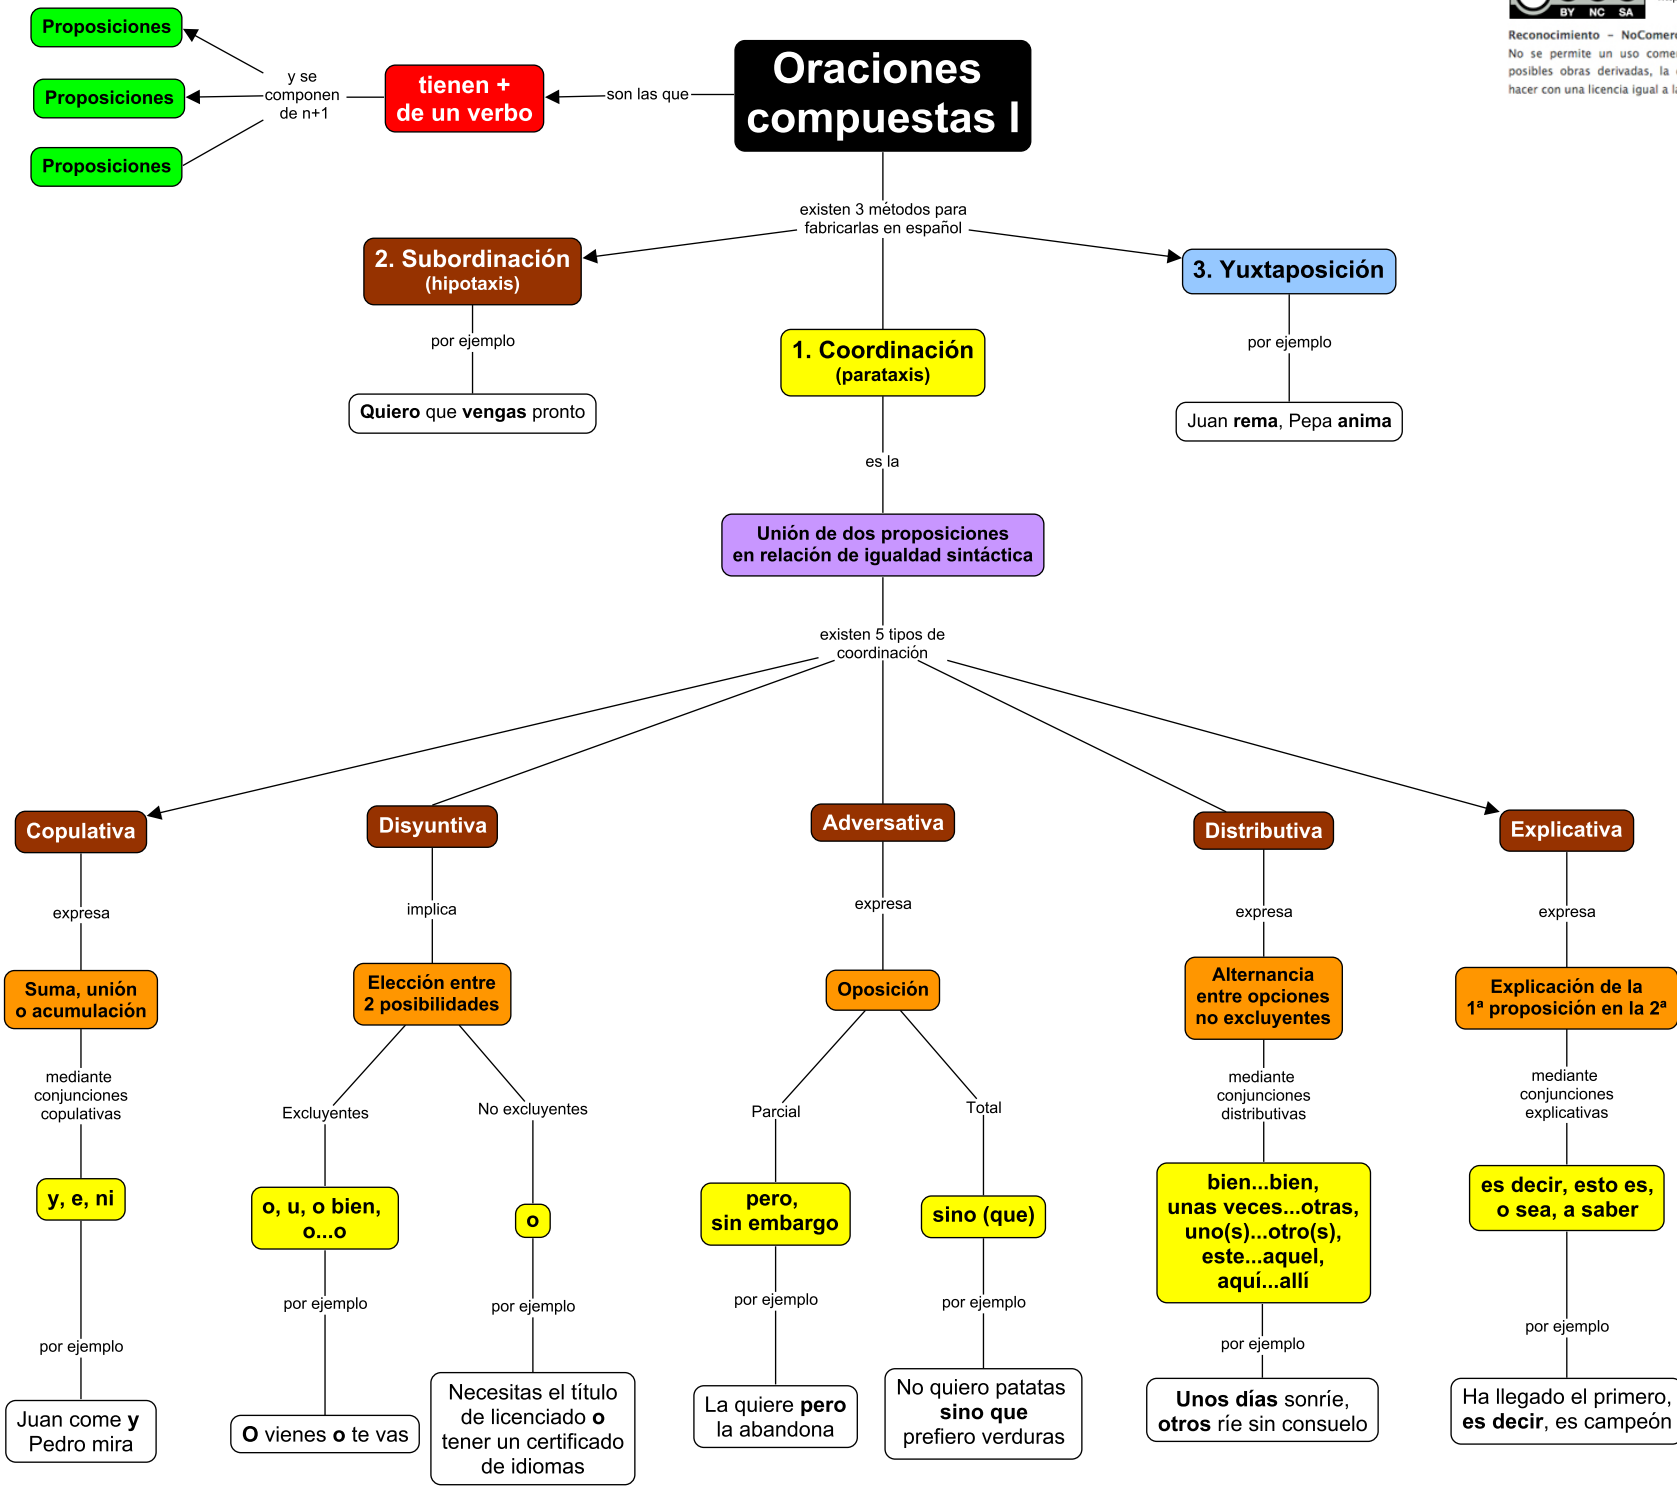 Proposiciones
Proposiciones
Proposiciones
y se
componen
de n+1
tienen +
de un verbo
son las que
Oraciones
compuestas I
BY NC SA
Reconocimiento – NoComerc
No se permite un uso comer
posibles obras derivadas, la
hacer con una licencia igual a la
existen 3 métodos para
fabricarlas en español
2. Subordinación
(hipotaxis)
por ejemplo
Quiero que vengas pronto
1. Coordinación
(parataxis)
3. Yuxtaposición
por ejemplo
Juan rema, Pepa anima
es la
Unión de dos proposiciones
en relación de igualdad sintáctica
existen 5 tipos de
coordinación
Copulativa
expresa
Suma, unión
o acumulación
mediante
conjunciones
copulativas
y, e, ni
por ejemplo
Juan come y
Pedro mira
Disyuntiva
implica
Elección entre
2 posibilidades
Excluyentes
o, u, o bien,
o...o
por ejemplo
O vienes o te vas
No excluyentes
o
por ejemplo
Necesitas el título
de licenciado o
tener un certificado
de idiomas
Adversativa
expresa
Oposición
Parcial
pero,
sin embargo
por ejemplo
La quiere pero
la abandona
Total
sino (que)
por ejemplo
No quiero patatas
sino que
prefiero verduras
Distributiva
expresa
Alternancia
entre opciones
no excluyentes
mediante
conjunciones
distributivas
bien...bien,
unas veces...otras,
uno(s)...otro(s),
este...aquel,
aquí...allí
por ejemplo
Unos días sonríe,
otros ríe sin consuelo
Explicativa
expresa
Explicación de la
1ª proposición en la 2ª
mediante
conjunciones
explicativas
es decir, esto es,
o sea, a saber
por ejemplo
Ha llegado el primero,
es decir, es campeón